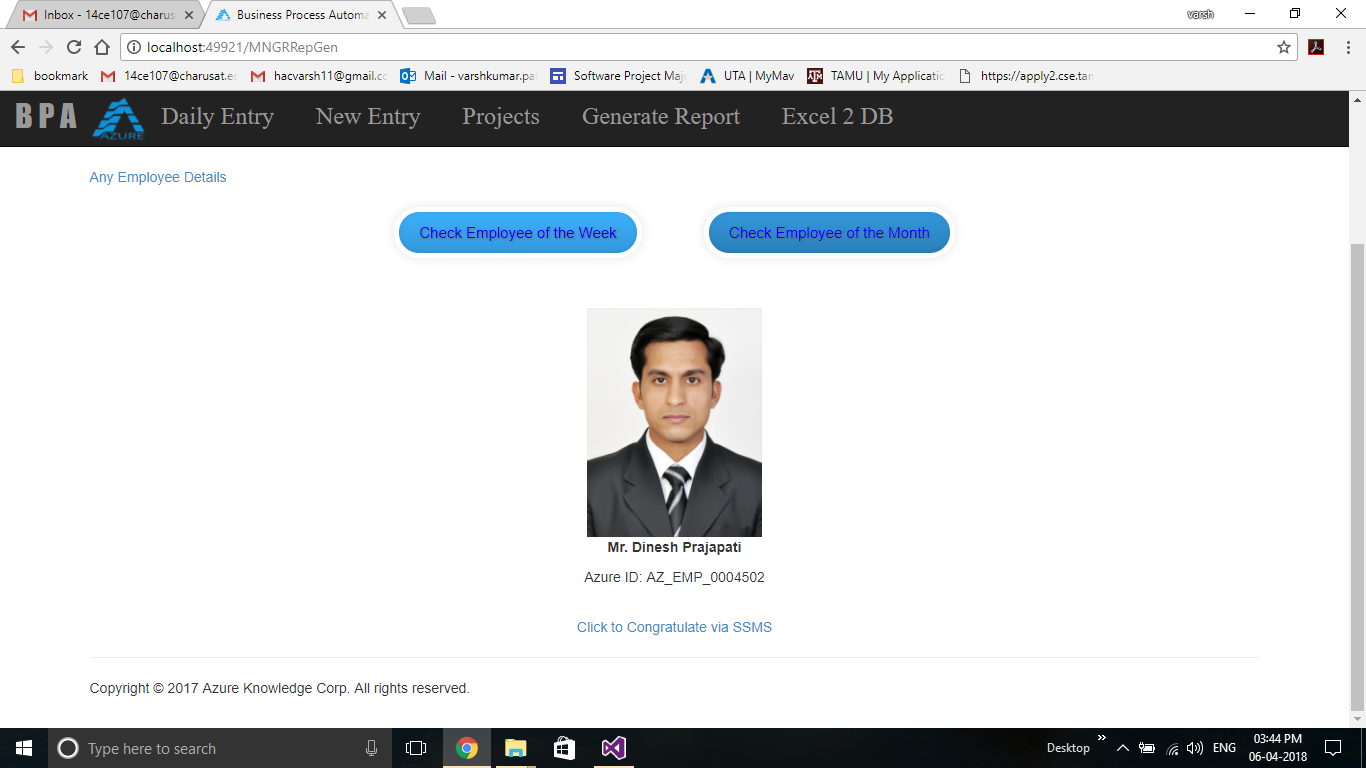 Inbox - 14ce107@charus
Business Process Automa
varsh
localhost:49921/MNGRRepGen
bookmark
14ce107@charusat.ec
hacvarsh11@gmail.cc
Mail - varshkumar.pa
Software Project Majo
UTA | MyMav
TAMU | My Applicatic
https://apply2.cse.tan
BPA
AZURE
Daily Entry
New Entry
Projects
Generate Report
Excel 2 DB
Any Employee Details
Check Employee of the Week
Check Employee of the Month
Mr. Dinesh Prajapati
Azure ID: AZ_EMP_0004502
Click to Congratulate via SSMS
Copyright © 2017 Azure Knowledge Corp. All rights reserved.
Type here to search
Desktop
ENG
03:44 PM
06-04-2018